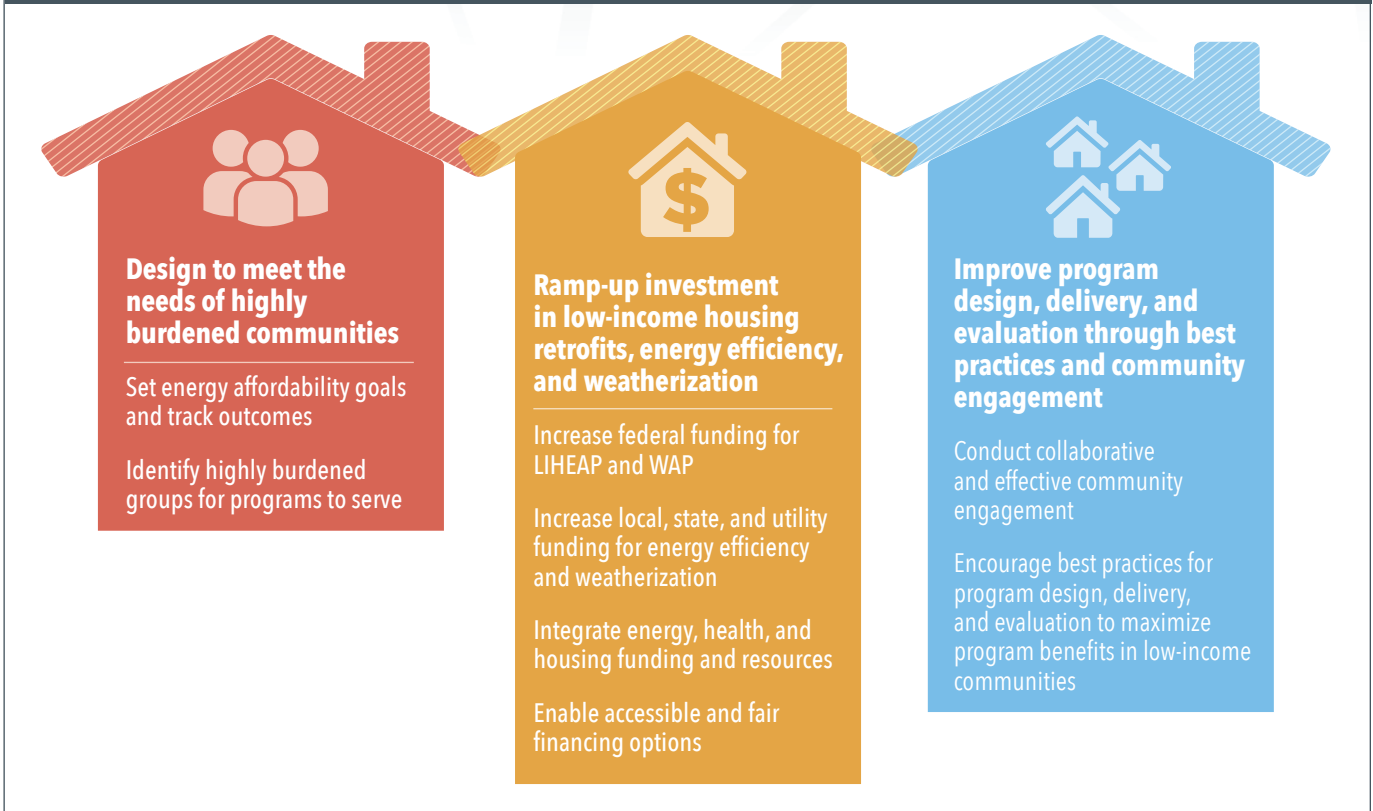 Design to meet the
needs of highly
burdened communities
Set energy affordability goals
and track outcomes
Identify highly burdened
groups for programs to serve
$
Ramp-up investment
in low-income housing
retrofits, energy efficiency,
and weatherization
Increase federal funding for
LIHEAP and WAP
Increase local, state, and utility
funding for energy efficiency
and weatherization
Integrate energy, health, and
housing funding and resources
Enable accessible and fair
financing options
Improve program
design, delivery, and
evaluation through best
practices and community
engagement
Conduct collaborative
and effective community
engagement
Encourage best practices for
program design, delivery,
and evaluation to maximize
program benefits in low-income
communities